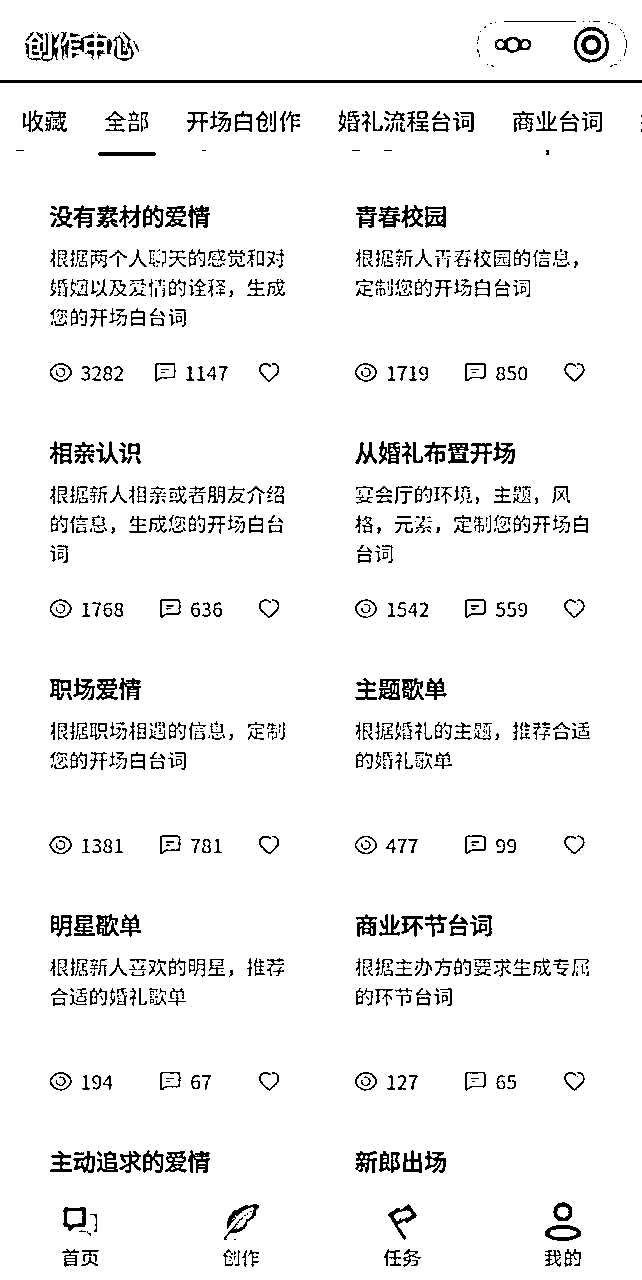 创作中心
收藏 全部 开场白创作 婚礼流程台词 商业台词
没有素材的爱情
根据两个人聊天的感觉和对
婚姻以及爱情的诠释，生成
您的开场白台词
3282 1147
青春校园
根据新人青春校园的信息，
定制您的开场白台词
1719 850
相亲认识
根据新人相亲或者朋友介绍
的信息，生成您的开场白台
词
1768 636
从婚礼布置开场
宴会厅的环境，主题，风
格，元素，定制您的开场白
台词
1542 559
职场爱情
根据职场相遇的信息，定制
您的开场白台词
1381 781
主题歌单
根据婚礼的主题，推荐合适
的婚礼歌单
477 99
明星歌单
根据新人喜欢的明星，推荐
合适的婚礼歌单
194 67
商业环节台词
根据主办方的要求生成专属
的环节台词
127 65
主动追求的爱情
新郎出场
首页 创作 任务 我的